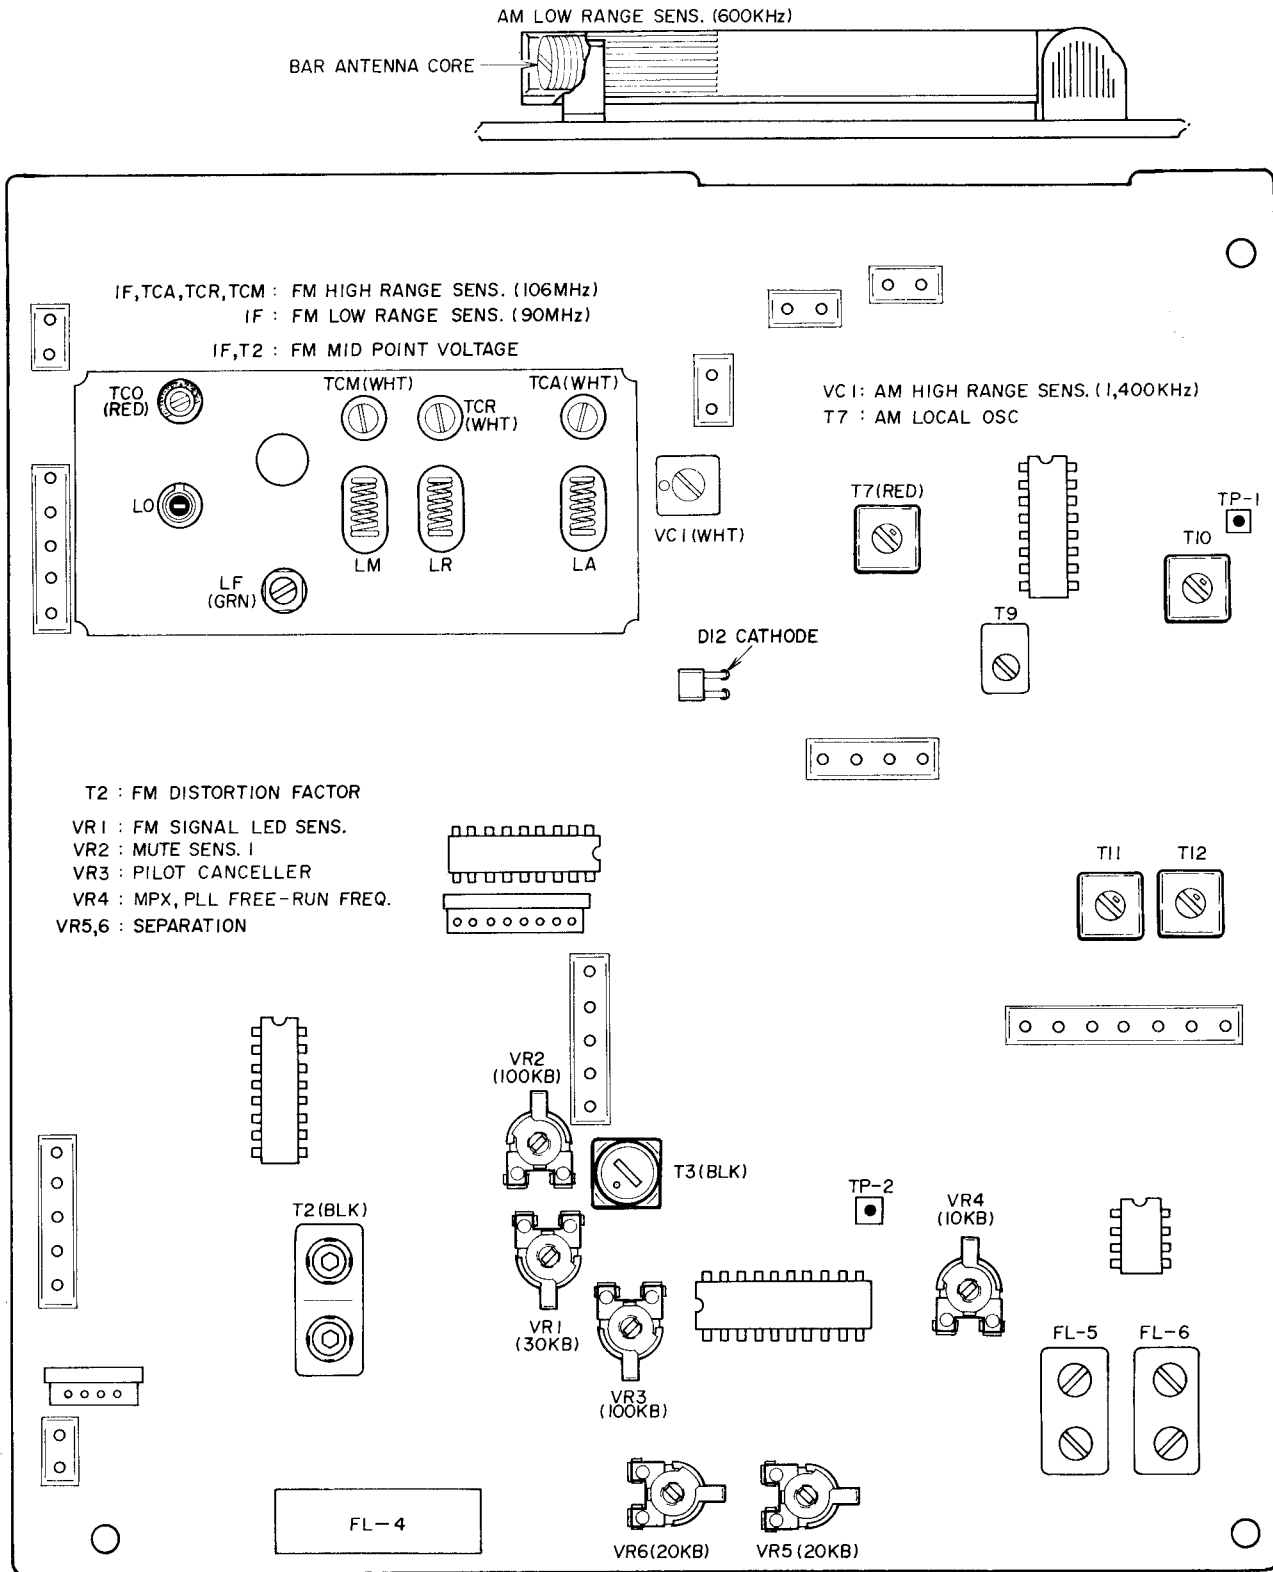 AM LOW RANGE SENS. (600KHz)
BAR ANTENNA CORE
IF,TCA,TCR,TCM : FM HIGH RANGE SENS. (106MHz)
IF : FM LOW RANGE SENS. (90MHz)
IF,T2 : FM MID POINT VOLTAGE
TCO
(RED)
TCM(WHT)
TCR
(WHT)
TCA(WHT)
VC1: AM HIGH RANGE SENS. (1,400KHz)
T7 : AM LOCAL OSC
LO
LM
LR
LA
LF
(GRN)
VC1(WHT)
T7(RED)
TP-1
T10
T9
D12 CATHODE
T2 : FM DISTORTION FACTOR
VR1 : FM SIGNAL LED SENS.
VR2 : MUTE SENS. 1
VR3 : PILOT CANCELLER
VR4 : MPX, PLL FREE-RUN FREQ.
VR5,6 : SEPARATION
T11
T12
VR2
(100KB)
T3(BLK)
TP-2
VR4
(10KB)
T2(BLK)
VR1
(30KB)
VR3
(100KB)
FL-5
FL-6
FL-4
VR6(20KB)
VR5(20KB)